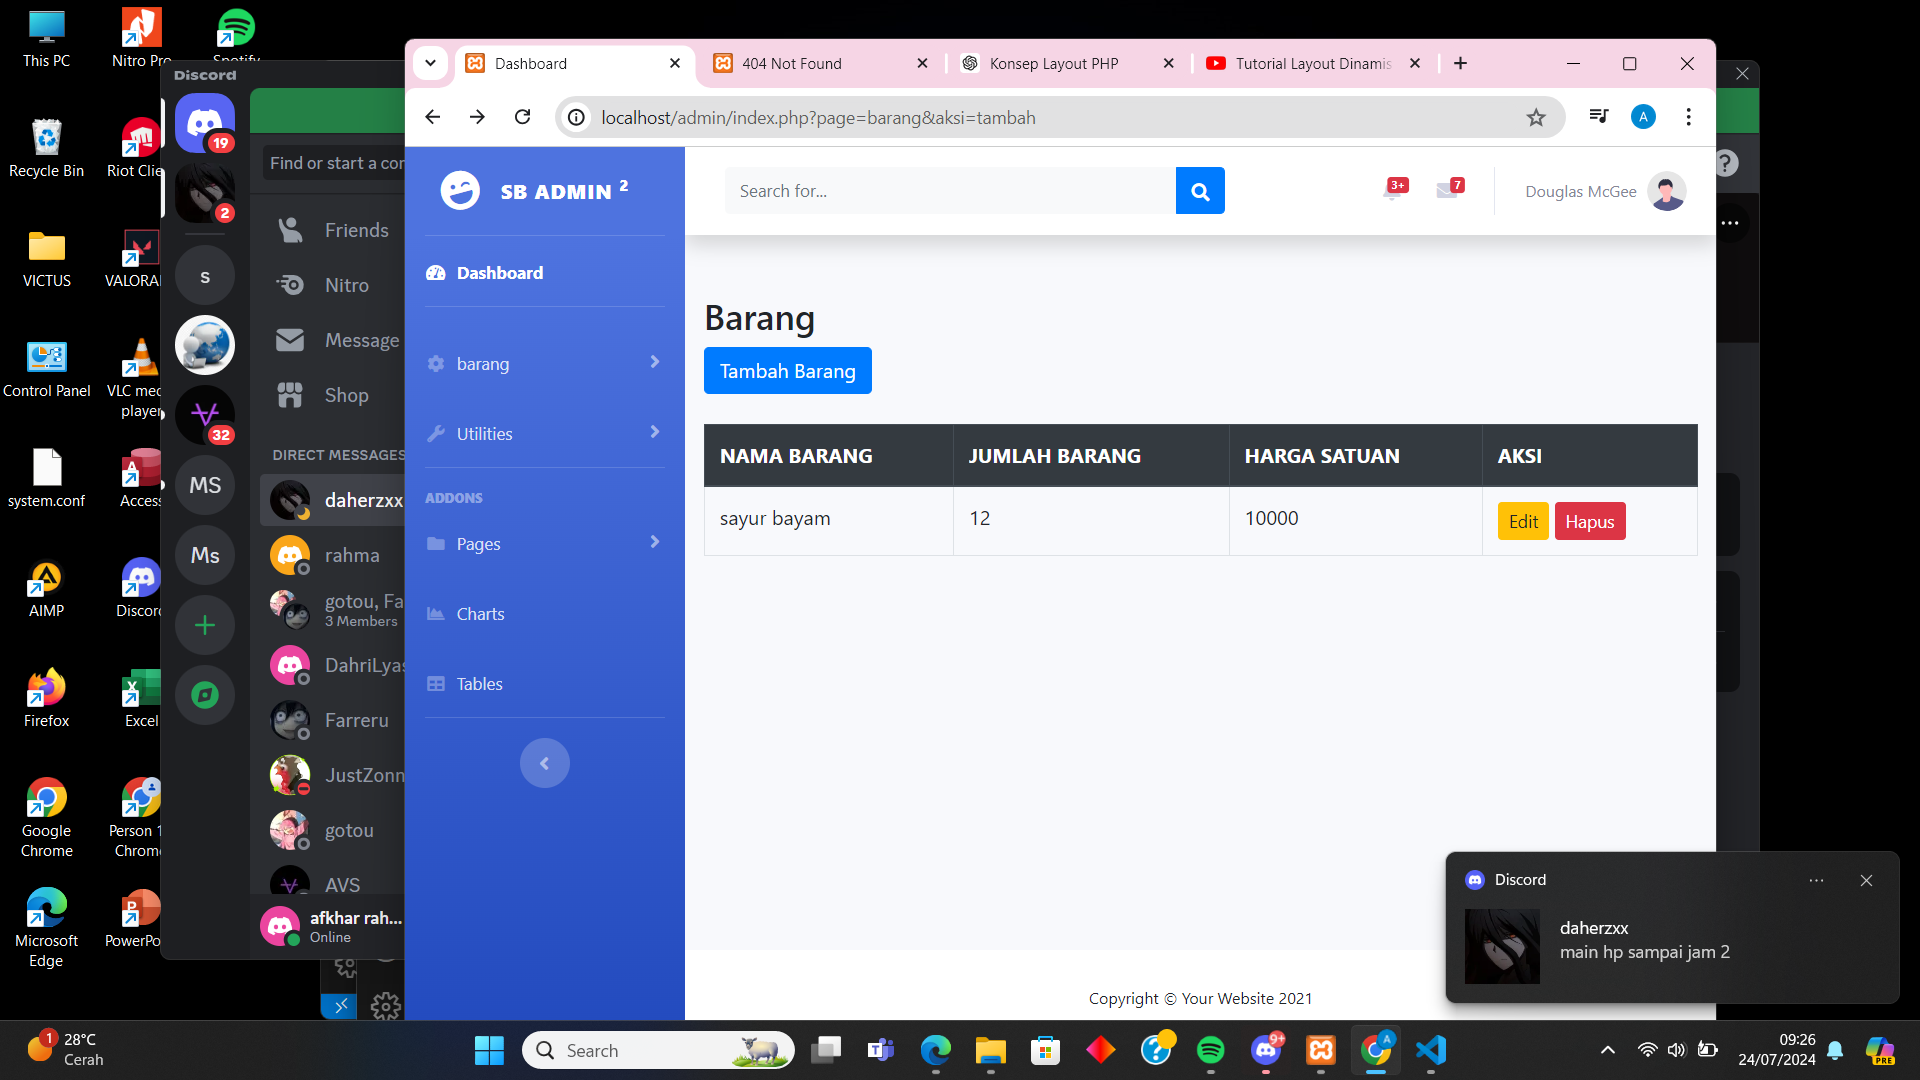 This PC
Nitro Pro
Spotify
Recycle Bin
Riot Clie
VICTUS
VALORA
Control Panel
VLC med
player
system.conf
Access
AIMP
Discord
Firefox
Excel
Google
Chrome
Person 1
Chrome
Microsoft
Edge
PowerPo
Discord
19
2
s
32
MS
Ms
Find or start a con
Friends
Nitro
Message
Shop
DIRECT MESSAGES
daherzxx
rahma
gotou, Fa
3 Members
DahriLyas
Farreru
JustZonn
gotou
AVS
afkhar rah...
Online
Dashboard
404 Not Found
Konsep Layout PHP
Tutorial Layout Dinamis
localhost/admin/index.php?page=barang&aksi=tambah
A
SB ADMIN 2
Dashboard
barang
Utilities
ADDONS
Pages
Charts
Tables
Search for...
3+
7
Douglas McGee
Barang
Tambah Barang
NAMA BARANG JUMLAH BARANG HARGA SATUAN AKSI
sayur bayam 12 10000 Edit Hapus
Copyright © Your Website 2021
Discord
daherzxx
main hp sampai jam 2
1
28°C
Cerah
Search
9+
A
09:26
24/07/2024
PRE